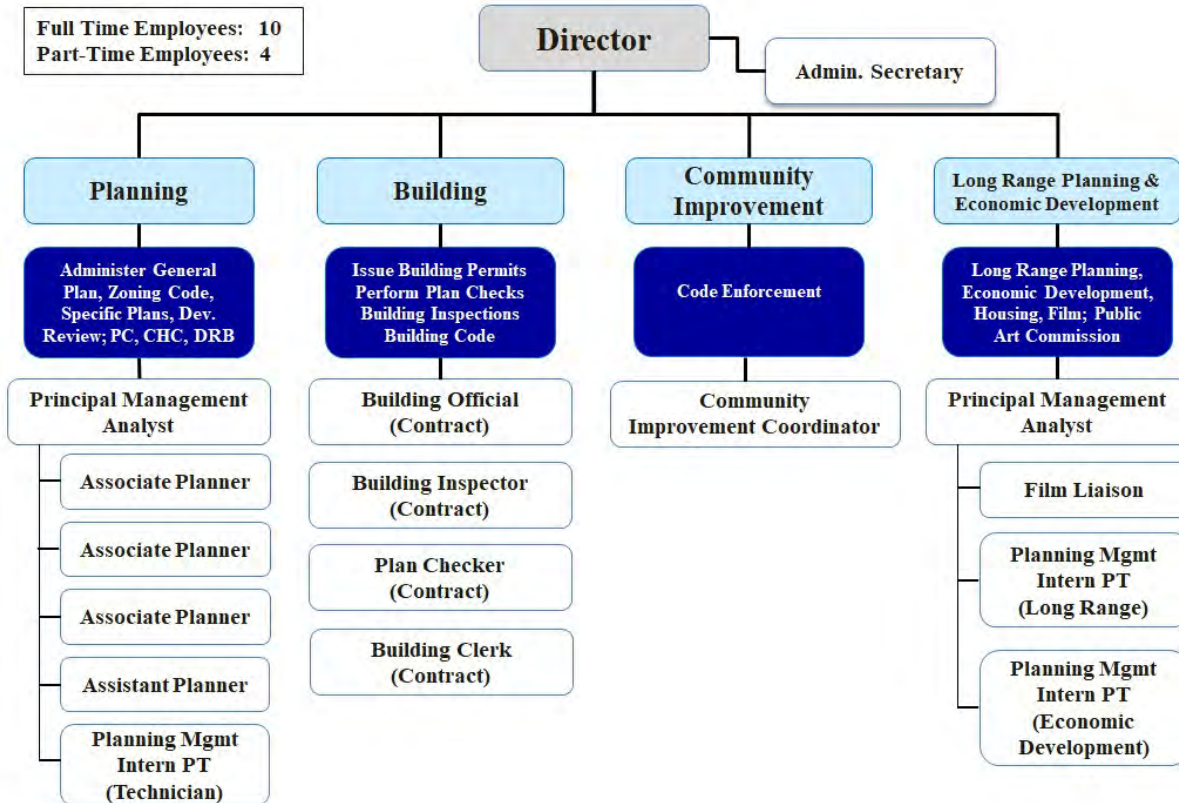 Full Time Employees: 10
Part-Time Employees: 4
Director
Admin. Secretary
Planning
Administer General
Plan, Zoning Code,
Specific Plans, Dev.
Review; PC, CHC, DRB
Principal Management
Analyst
Associate Planner
Associate Planner
Associate Planner
Assistant Planner
Planning Mgmt
Intern PT
(Technician)
Building
Issue Building Permits
Perform Plan Checks
Building Inspections
Building Code
Building Official
(Contract)
Building Inspector
(Contract)
Plan Checker
(Contract)
Building Clerk
(Contract)
Community
Improvement
Code Enforcement
Community
Improvement Coordinator
Long Range Planning &
Economic Development
Long Range Planning,
Economic Development,
Housing, Film; Public
Art Commission
Principal Management
Analyst
Film Liaison
Planning Mgmt
Intern PT
(Long Range)
Planning Mgmt
Intern PT
(Economic
Development)